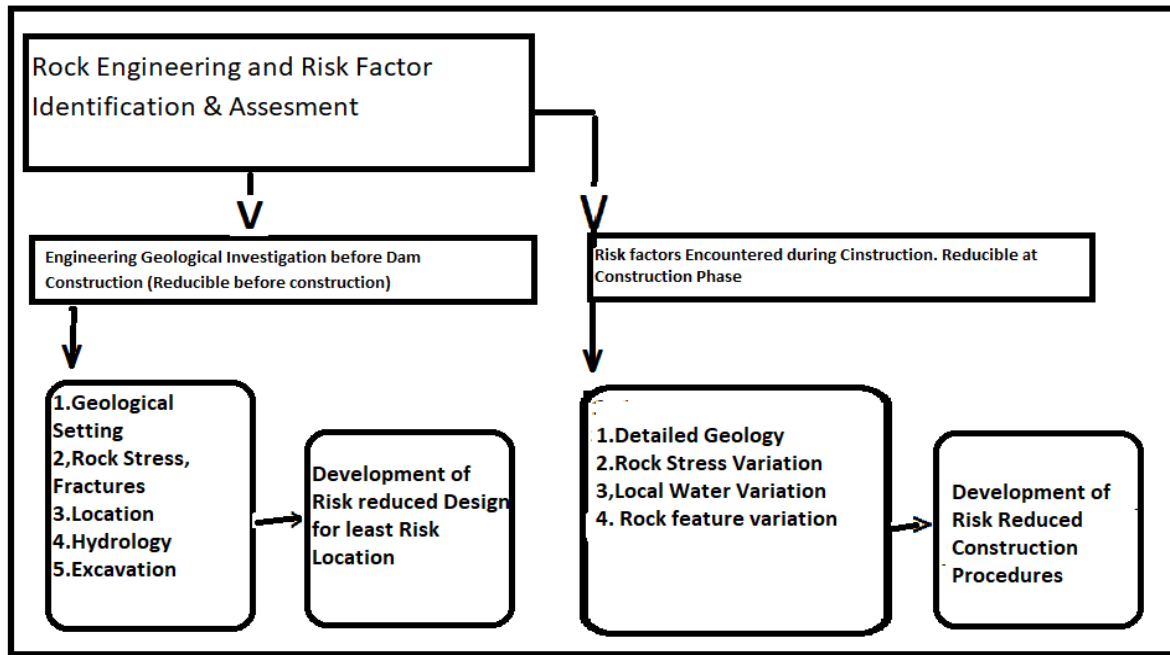 Rock Engineering and Risk Factor
Identification & Assesment
Engineering Geological Investigation before Dam
Construction (Reducible before construction)
Risk factors Encountered during Cinstruction. Reducible at
Construction Phase
1.Geological
Setting
2,Rock Stress,
Fractures
3.Location
4.Hydrology
5.Excavation
Development of
Risk reduced Design
for least Risk
Location
1.Detailed Geology
2.Rock Stress Variation
3,Local Water Variation
4. Rock feature variation
Development of
Risk Reduced
Construction
Procedures